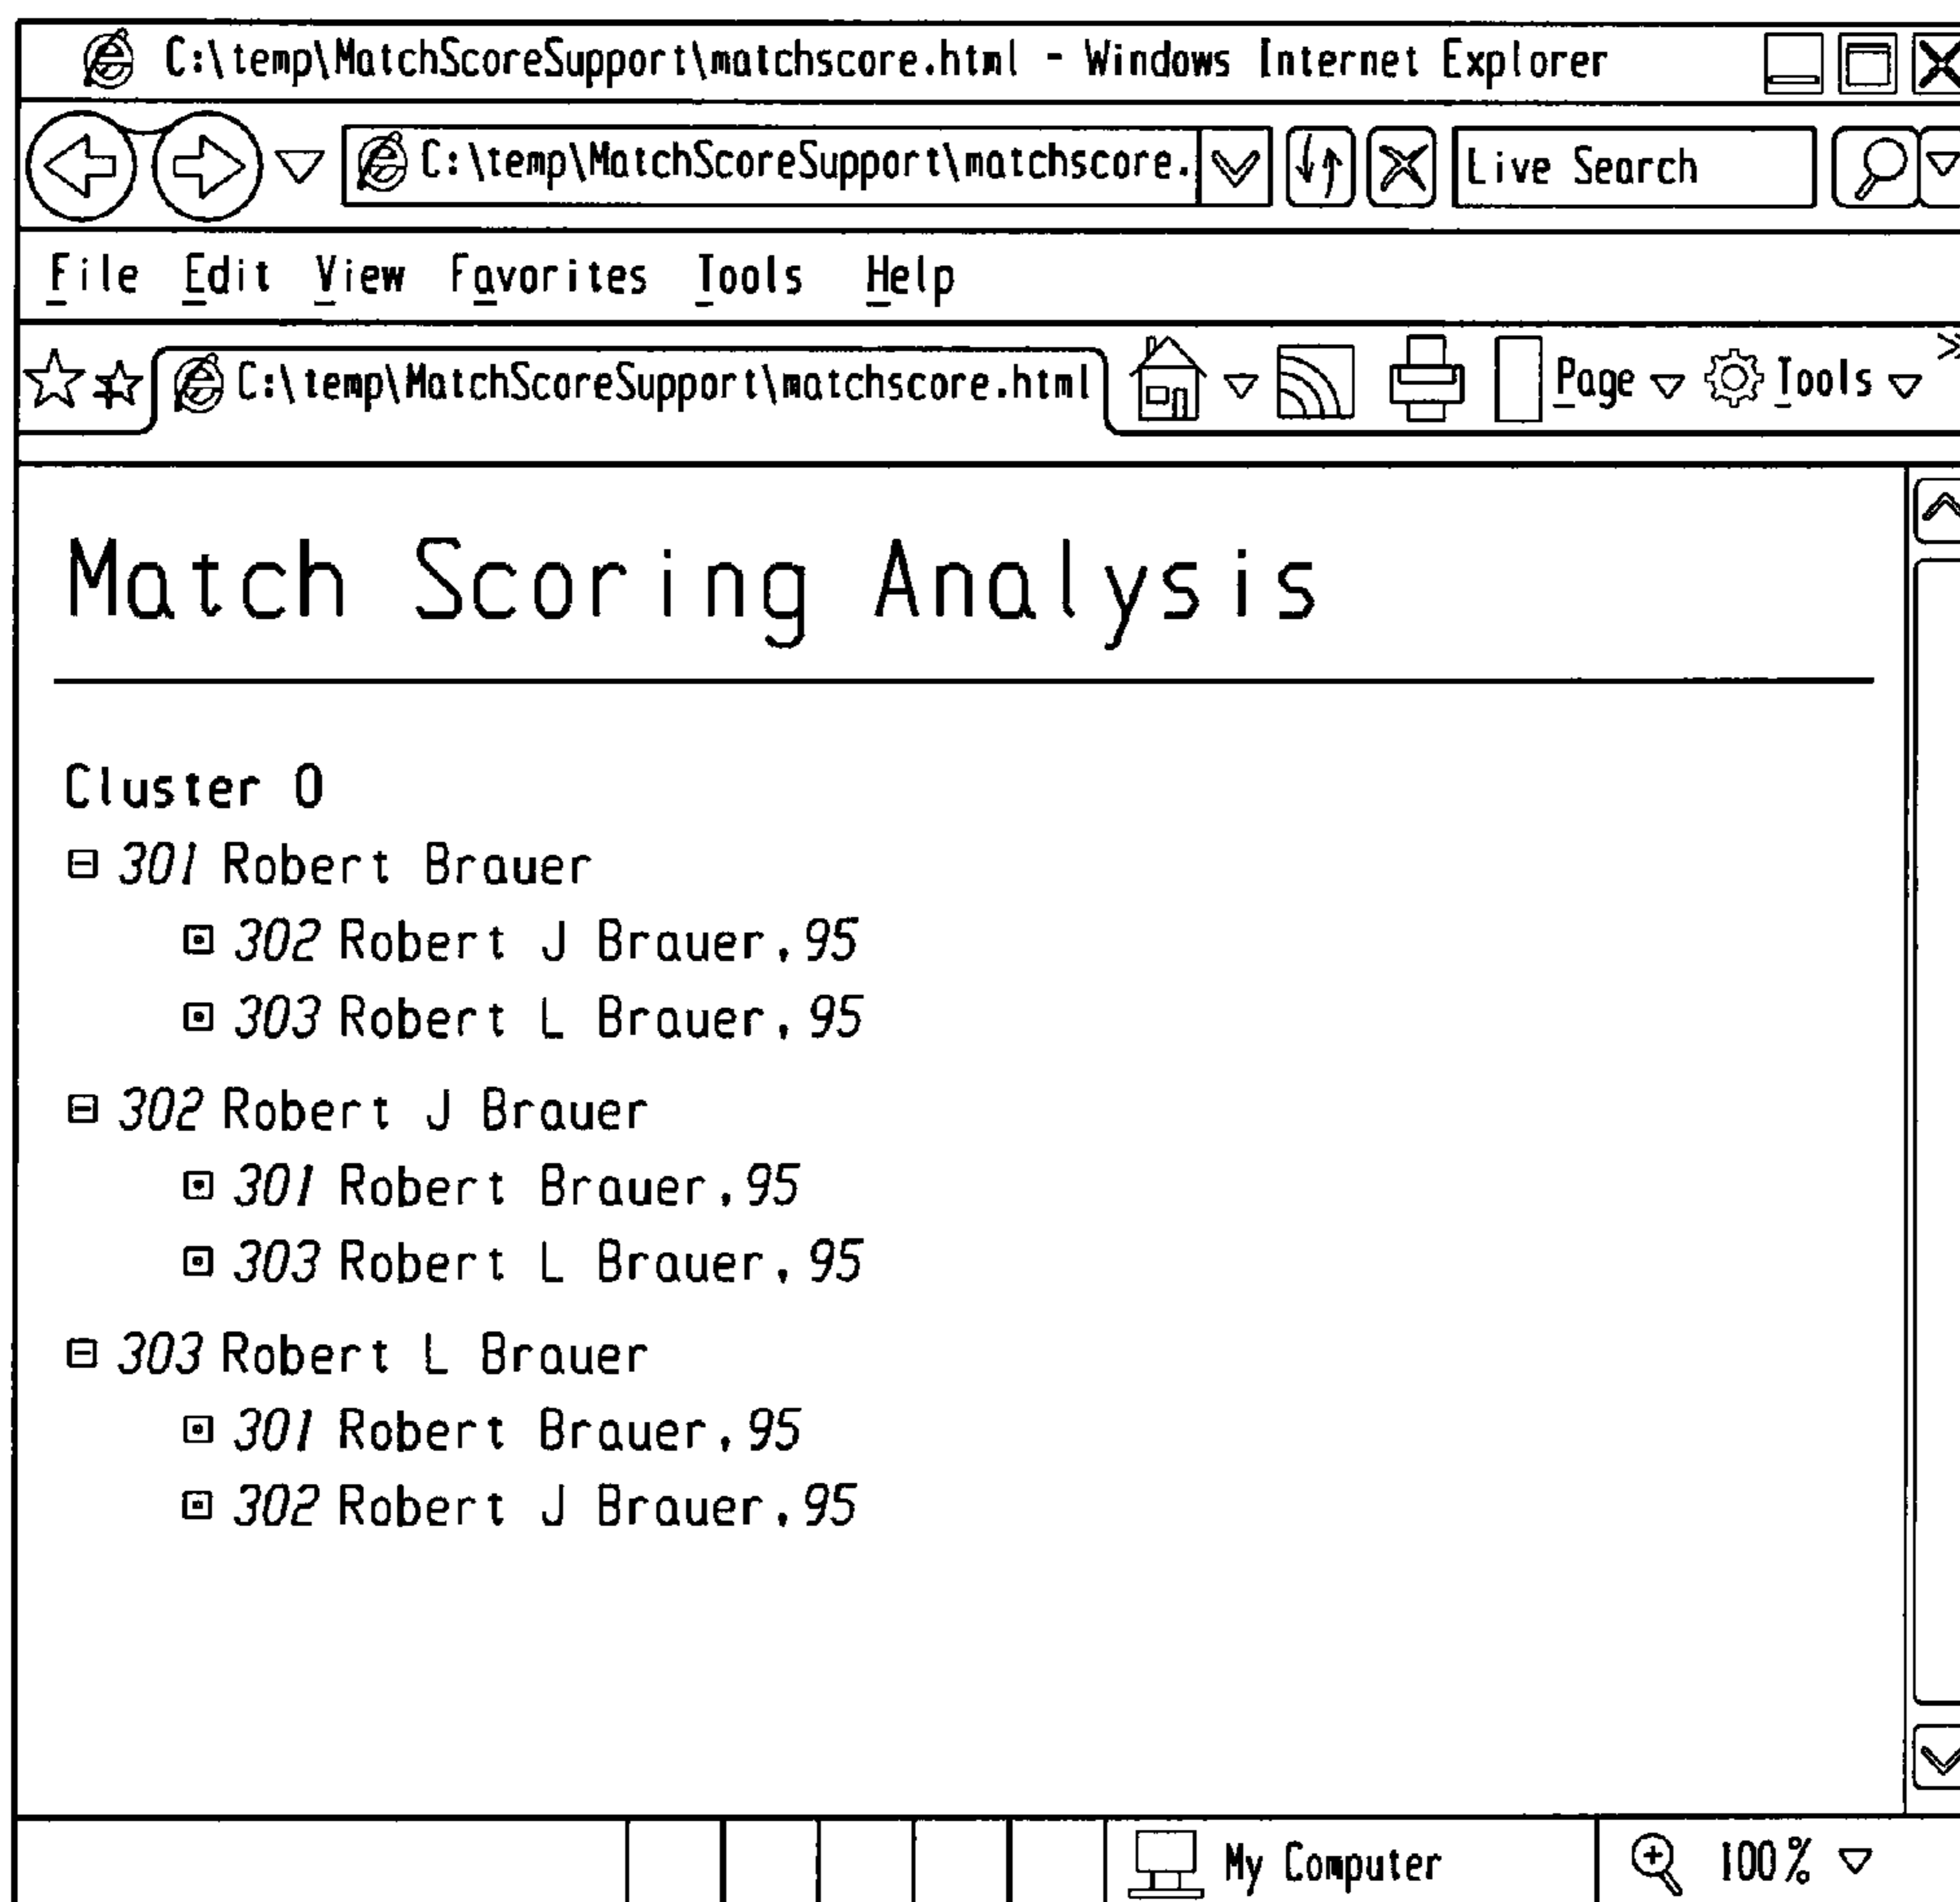 C:\temp\MatchScoreSupport\matchscore.html - Windows Internet Explorer
C:\temp\MatchScoreSupport\matchscore.
Live Search
File Edit View Favorites Tools Help
C:\temp\MatchScoreSupport\matchscore.html
Page
Tools
»
Match Scoring Analysis
Cluster 0
301 Robert Brauer
302 Robert J Brauer, 95
303 Robert L Brauer, 95
302 Robert J Brauer
301 Robert Brauer, 95
303 Robert L Brauer, 95
303 Robert L Brauer
301 Robert Brauer, 95
302 Robert J Brauer, 95
My Computer
100%